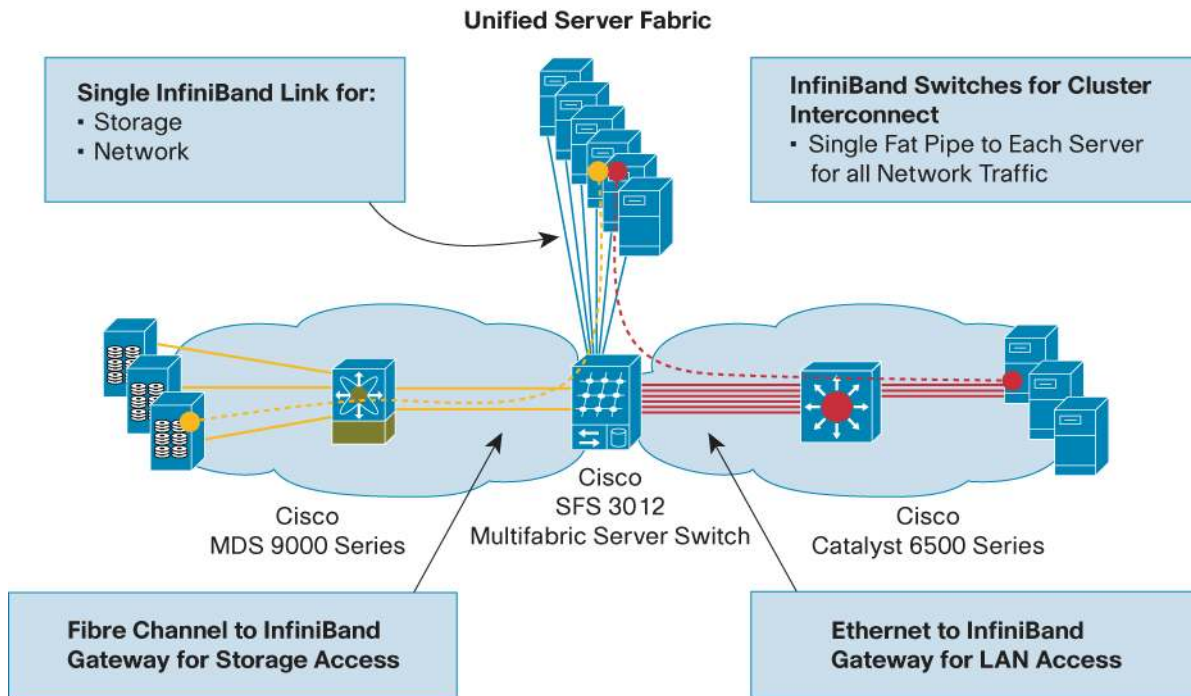 Unified Server Fabric
Single InfiniBand Link for:
▪ Storage
▪ Network
InfiniBand Switches for Cluster
Interconnect
▪ Single Fat Pipe to Each Server
for all Network Traffic
Cisco
MDS 9000 Series
Cisco
SFS 3012
Multifabric Server Switch
Cisco
Catalyst 6500 Series
Fibre Channel to InfiniBand
Gateway for Storage Access
Ethernet to InfiniBand
Gateway for LAN Access